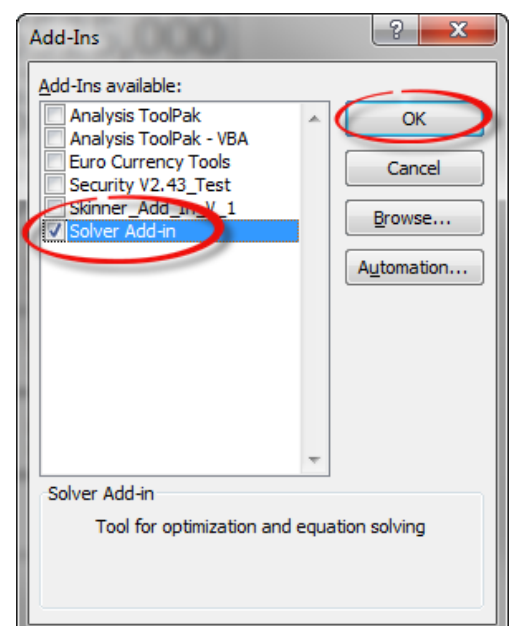 Add-Ins
Add-Ins available:
Analysis ToolPak
Analysis ToolPak - VBA
Euro Currency Tools
Security V2.43_Test
Skinner_Add_In_V_1
Solver Add-in
OK
Cancel
Browse...
Automation...
Solver Add-in
Tool for optimization and equation solving